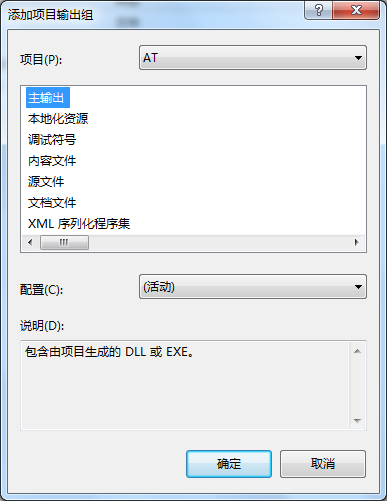 添加项目输出组
项目(P):
AT
主输出
本地化资源
调试符号
内容文件
源文件
文档文件
XML 序列化程序集
配置(C):
(活动)
说明(D):
包含由项目生成的 DLL 或 EXE。
确定
取消